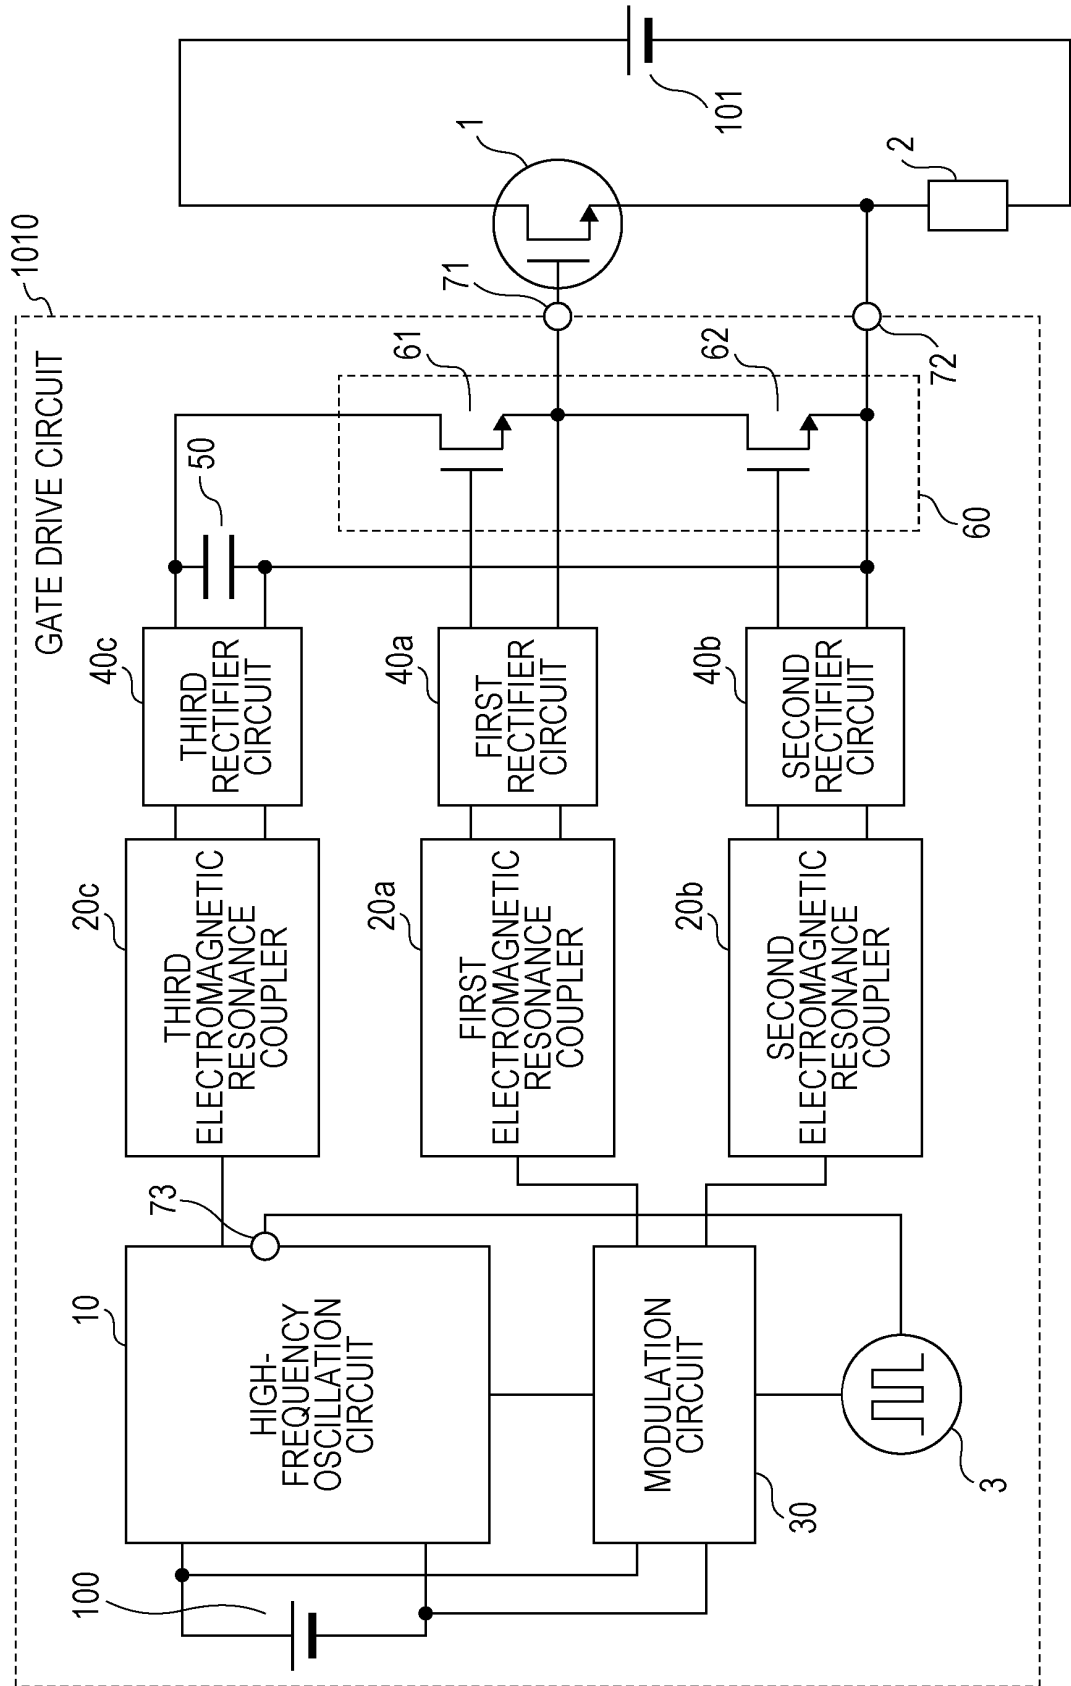 1010
GATE DRIVE CIRCUIT
100
10
HIGH-
FREQUENCY
OSCILLATION
CIRCUIT
73
20c
THIRD
ELECTROMAGNETIC
RESONANCE
COUPLER
40c
THIRD
RECTIFIER
CIRCUIT
50
30
MODULATION
CIRCUIT
3
20a
FIRST
ELECTROMAGNETIC
RESONANCE
COUPLER
40a
FIRST
RECTIFIER
CIRCUIT
20b
SECOND
ELECTROMAGNETIC
RESONANCE
COUPLER
40b
SECOND
RECTIFIER
CIRCUIT
60
61
62
71
72
1
2
101